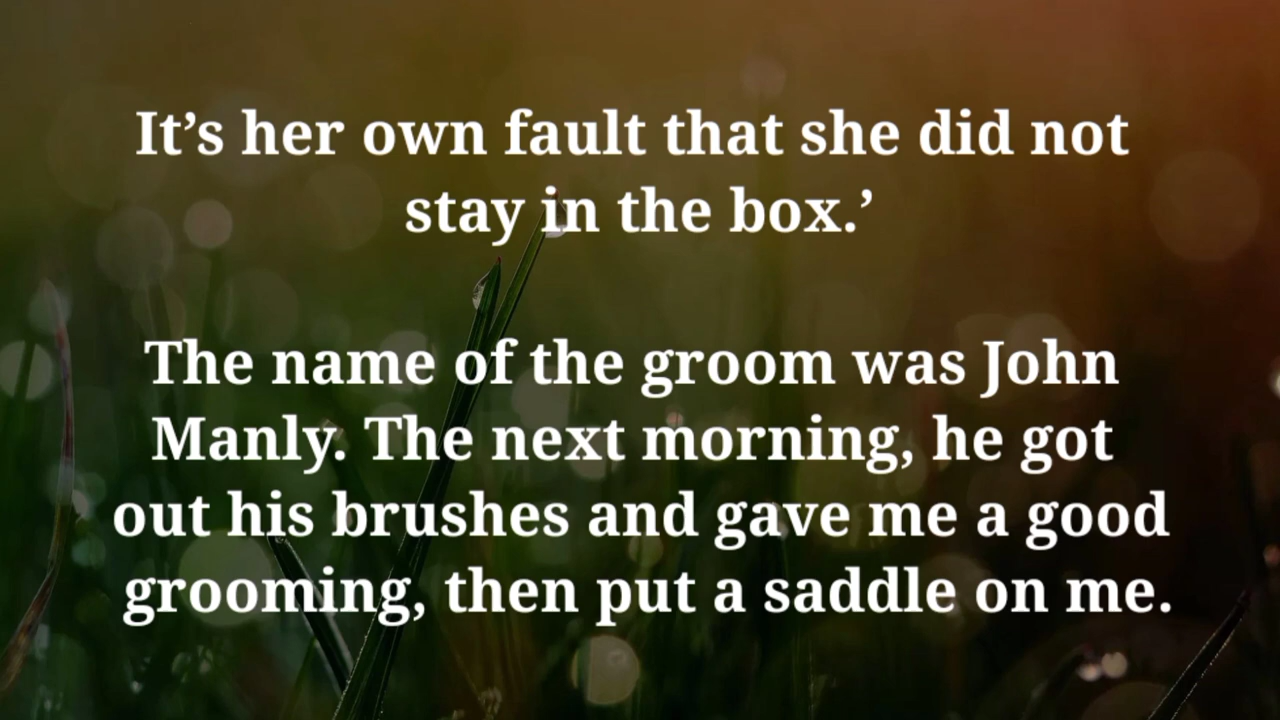 It’s her own fault that she did not
stay in the box.’
The name of the groom was John
Manly. The next morning, he got
out his brushes and gave me a good
grooming, then put a saddle on me.